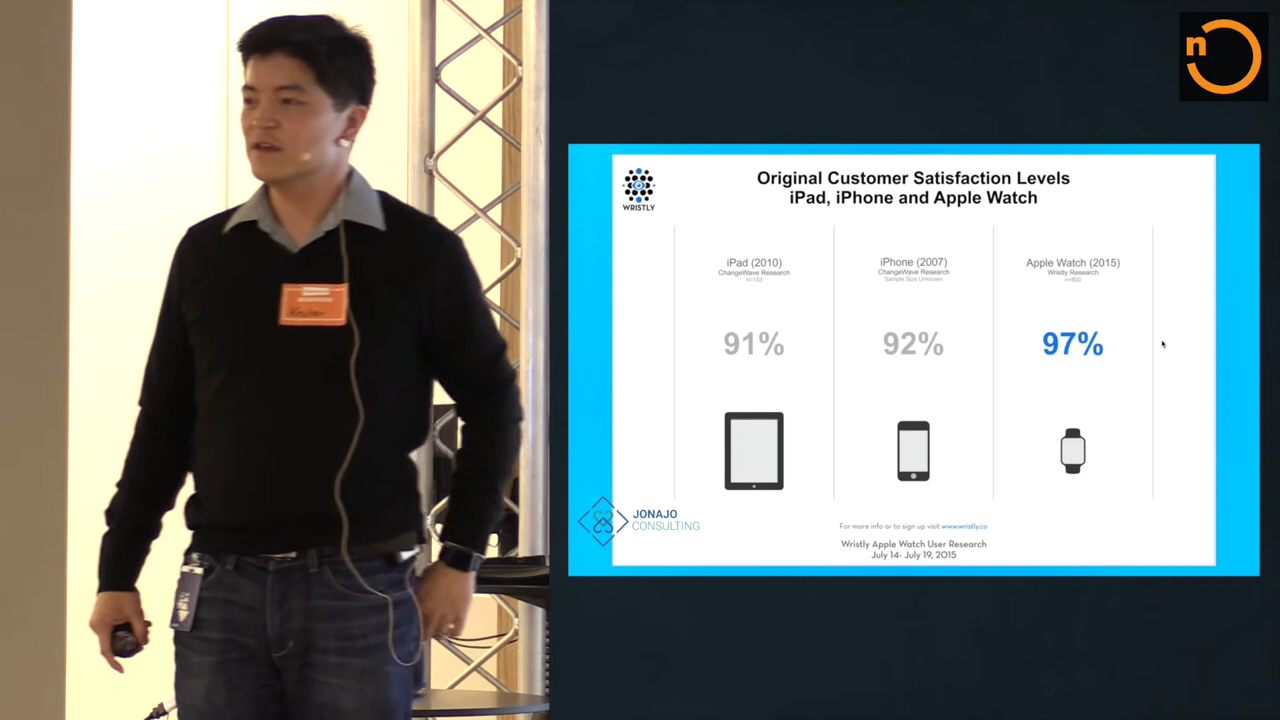 n
WRISTLY
Original Customer Satisfaction Levels
iPad, iPhone and Apple Watch
iPad (2010)
ChangeWave Research
n=153
iPhone (2007)
ChangeWave Research
Sample Size Unknown
Apple Watch (2015)
Wristly Research
n=800
91%
92%
97%
JONAJO
CONSULTING
For more info or to sign up visit www.wristly.co
Wristly Apple Watch User Research
July 14- July 19, 2015